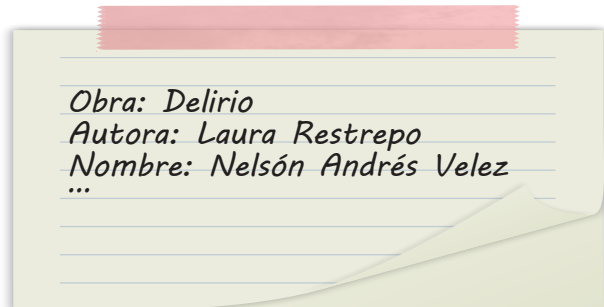 Obra: Delirio
Autora: Laura Restrepo
Nombre: Nelsón Andrés Velez
...